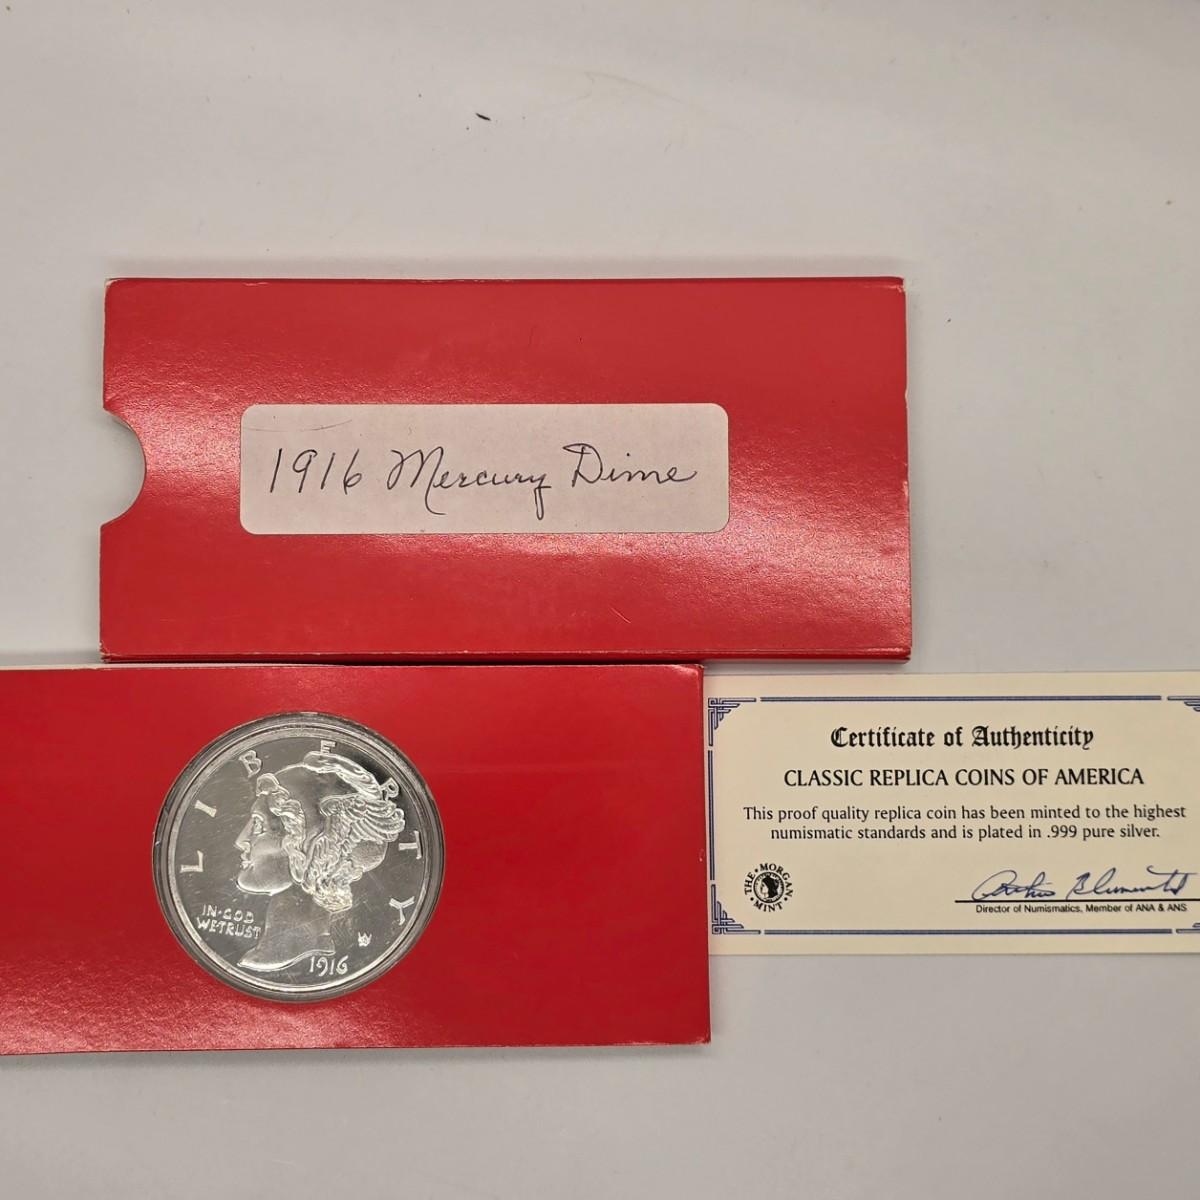 1916 Mercury Dime
LIBERTY
IN·GOD
WE·TRUST
1916
Certificate of Authenticity
CLASSIC REPLICA COINS OF AMERICA
This proof quality replica coin has been minted to the highest
numismatic standards and is plated in .999 pure silver.
THE·MORGAN
·MINT·
Director of Numismatics, Member of ANA & ANS